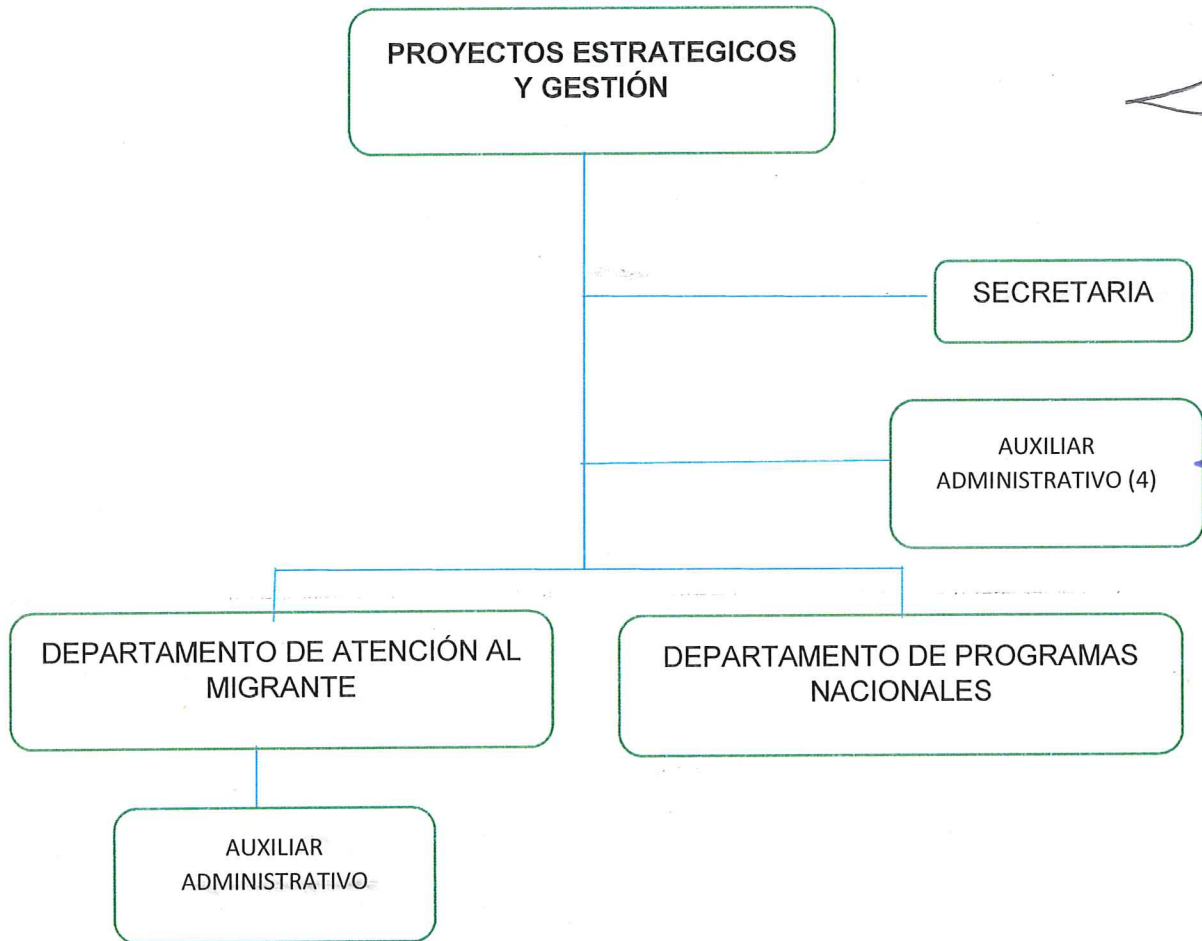 PROYECTOS ESTRATEGICOS
Y GESTIÓN
SECRETARIA
AUXILIAR
ADMINISTRATIVO (4)
DEPARTAMENTO DE ATENCIÓN AL
MIGRANTE
DEPARTAMENTO DE PROGRAMAS
NACIONALES
AUXILIAR
ADMINISTRATIVO